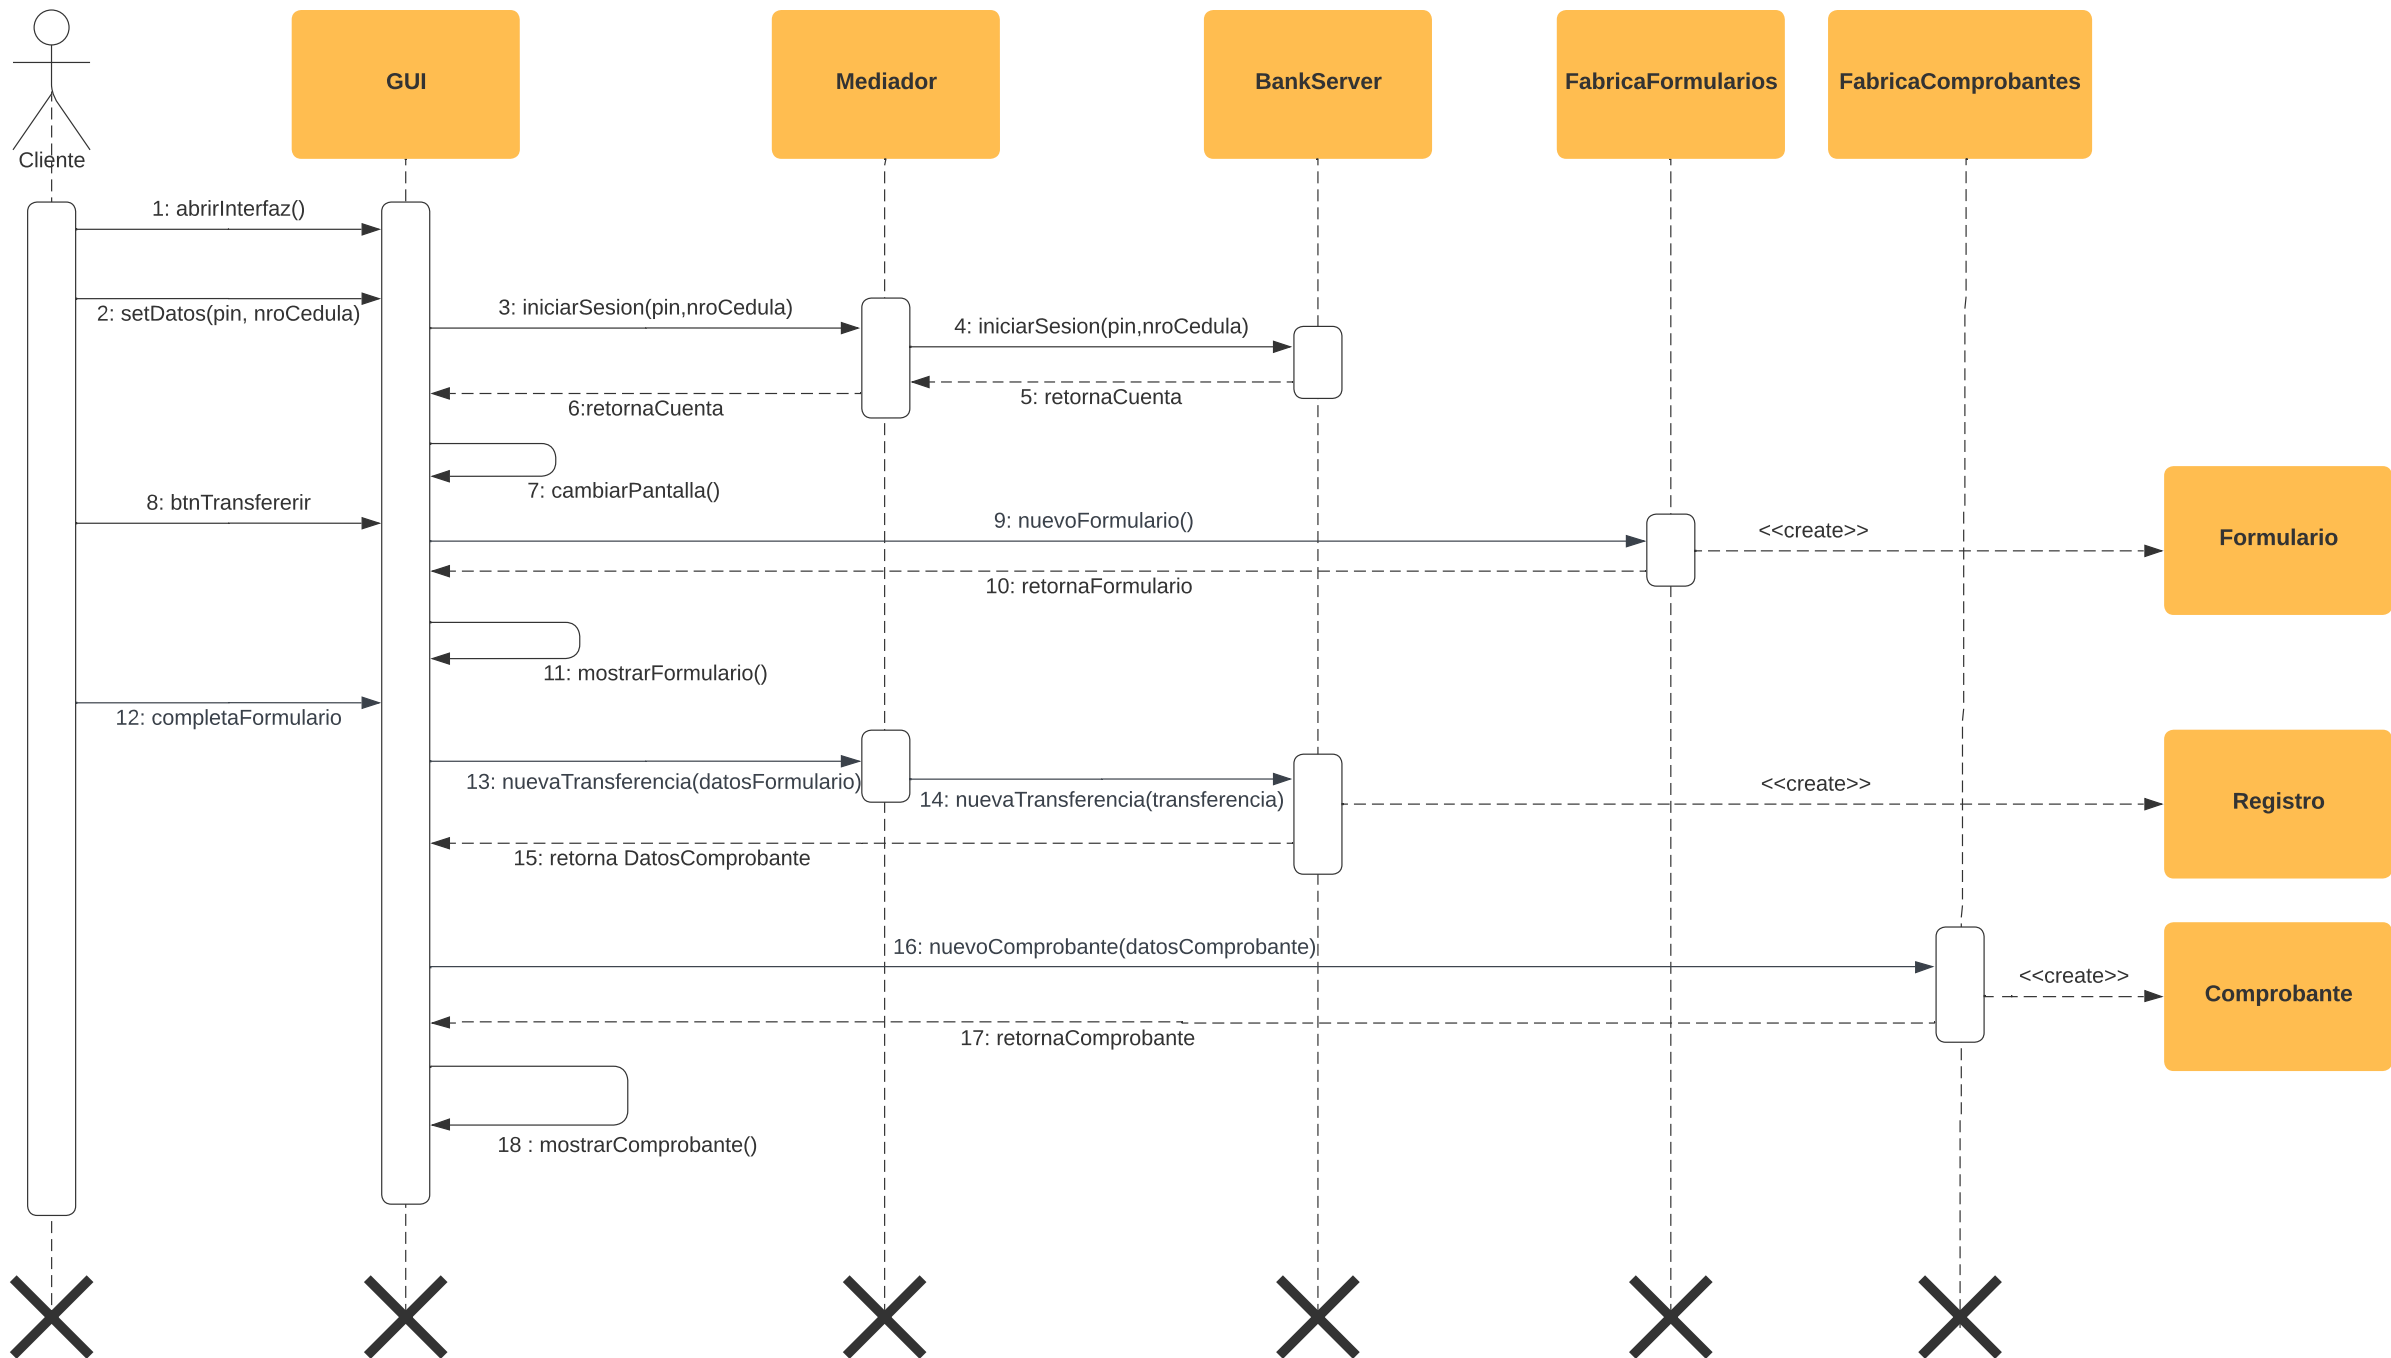 GUI
Mediador
BankServer
FabricaFormularios
FabricaComprobantes
Cliente
1: abrirInterfaz()
2: setDatos(pin, nroCedula)
3: iniciarSesion(pin,nroCedula)
4: iniciarSesion(pin,nroCedula)
5: retornaCuenta
6:retornaCuenta
7: cambiarPantalla()
8: btnTransfererir
9: nuevoFormulario()
<<create>>
Formulario
10: retornaFormulario
11: mostrarFormulario()
12: completaFormulario
13: nuevaTransferencia(datosFormulario)
14: nuevaTransferencia(transferencia)
<<create>>
Registro
15: retorna DatosComprobante
16: nuevoComprobante(datosComprobante)
<<create>>
Comprobante
17: retornaComprobante
18 : mostrarComprobante()